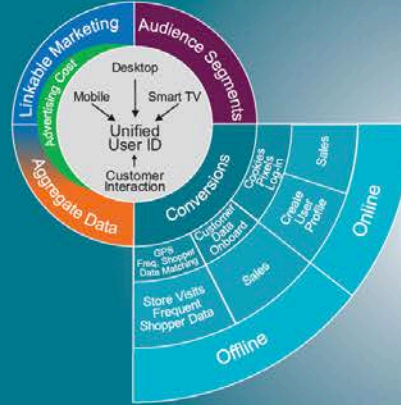 Linkable Marketing
Audience Segments
Advertising Cost
Aggregate Data
Desktop
Mobile
Smart TV
Unified
User ID
Customer
Interaction
Conversions
Cookies
Pixels
Log-in
Sales
Create
User
Profile
Online
Customer
Data
Onboard
Sales
GPS
Freq. Shopper
Data Matching
Store Visits
Frequent
Shopper Data
Offline